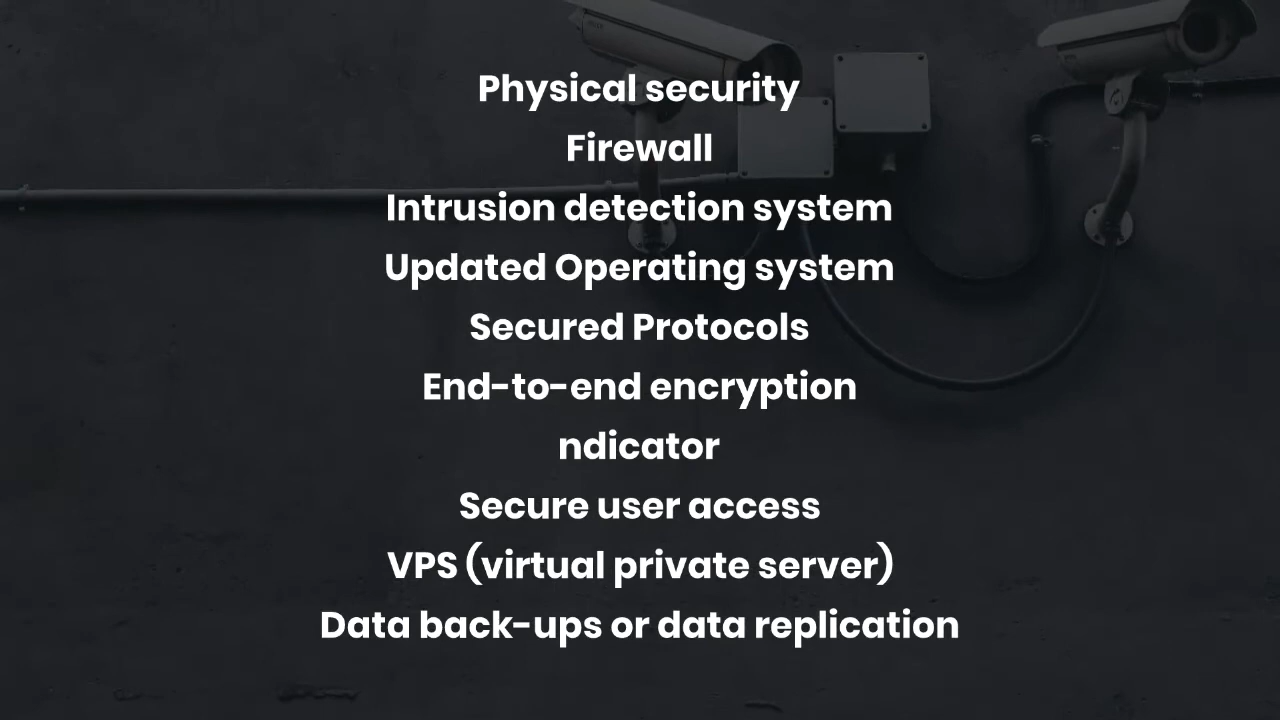 Physical security
Firewall
Intrusion detection system
Updated Operating system
Secured Protocols
End-to-end encryption
ndicator
Secure user access
VPS (virtual private server)
Data back-ups or data replication